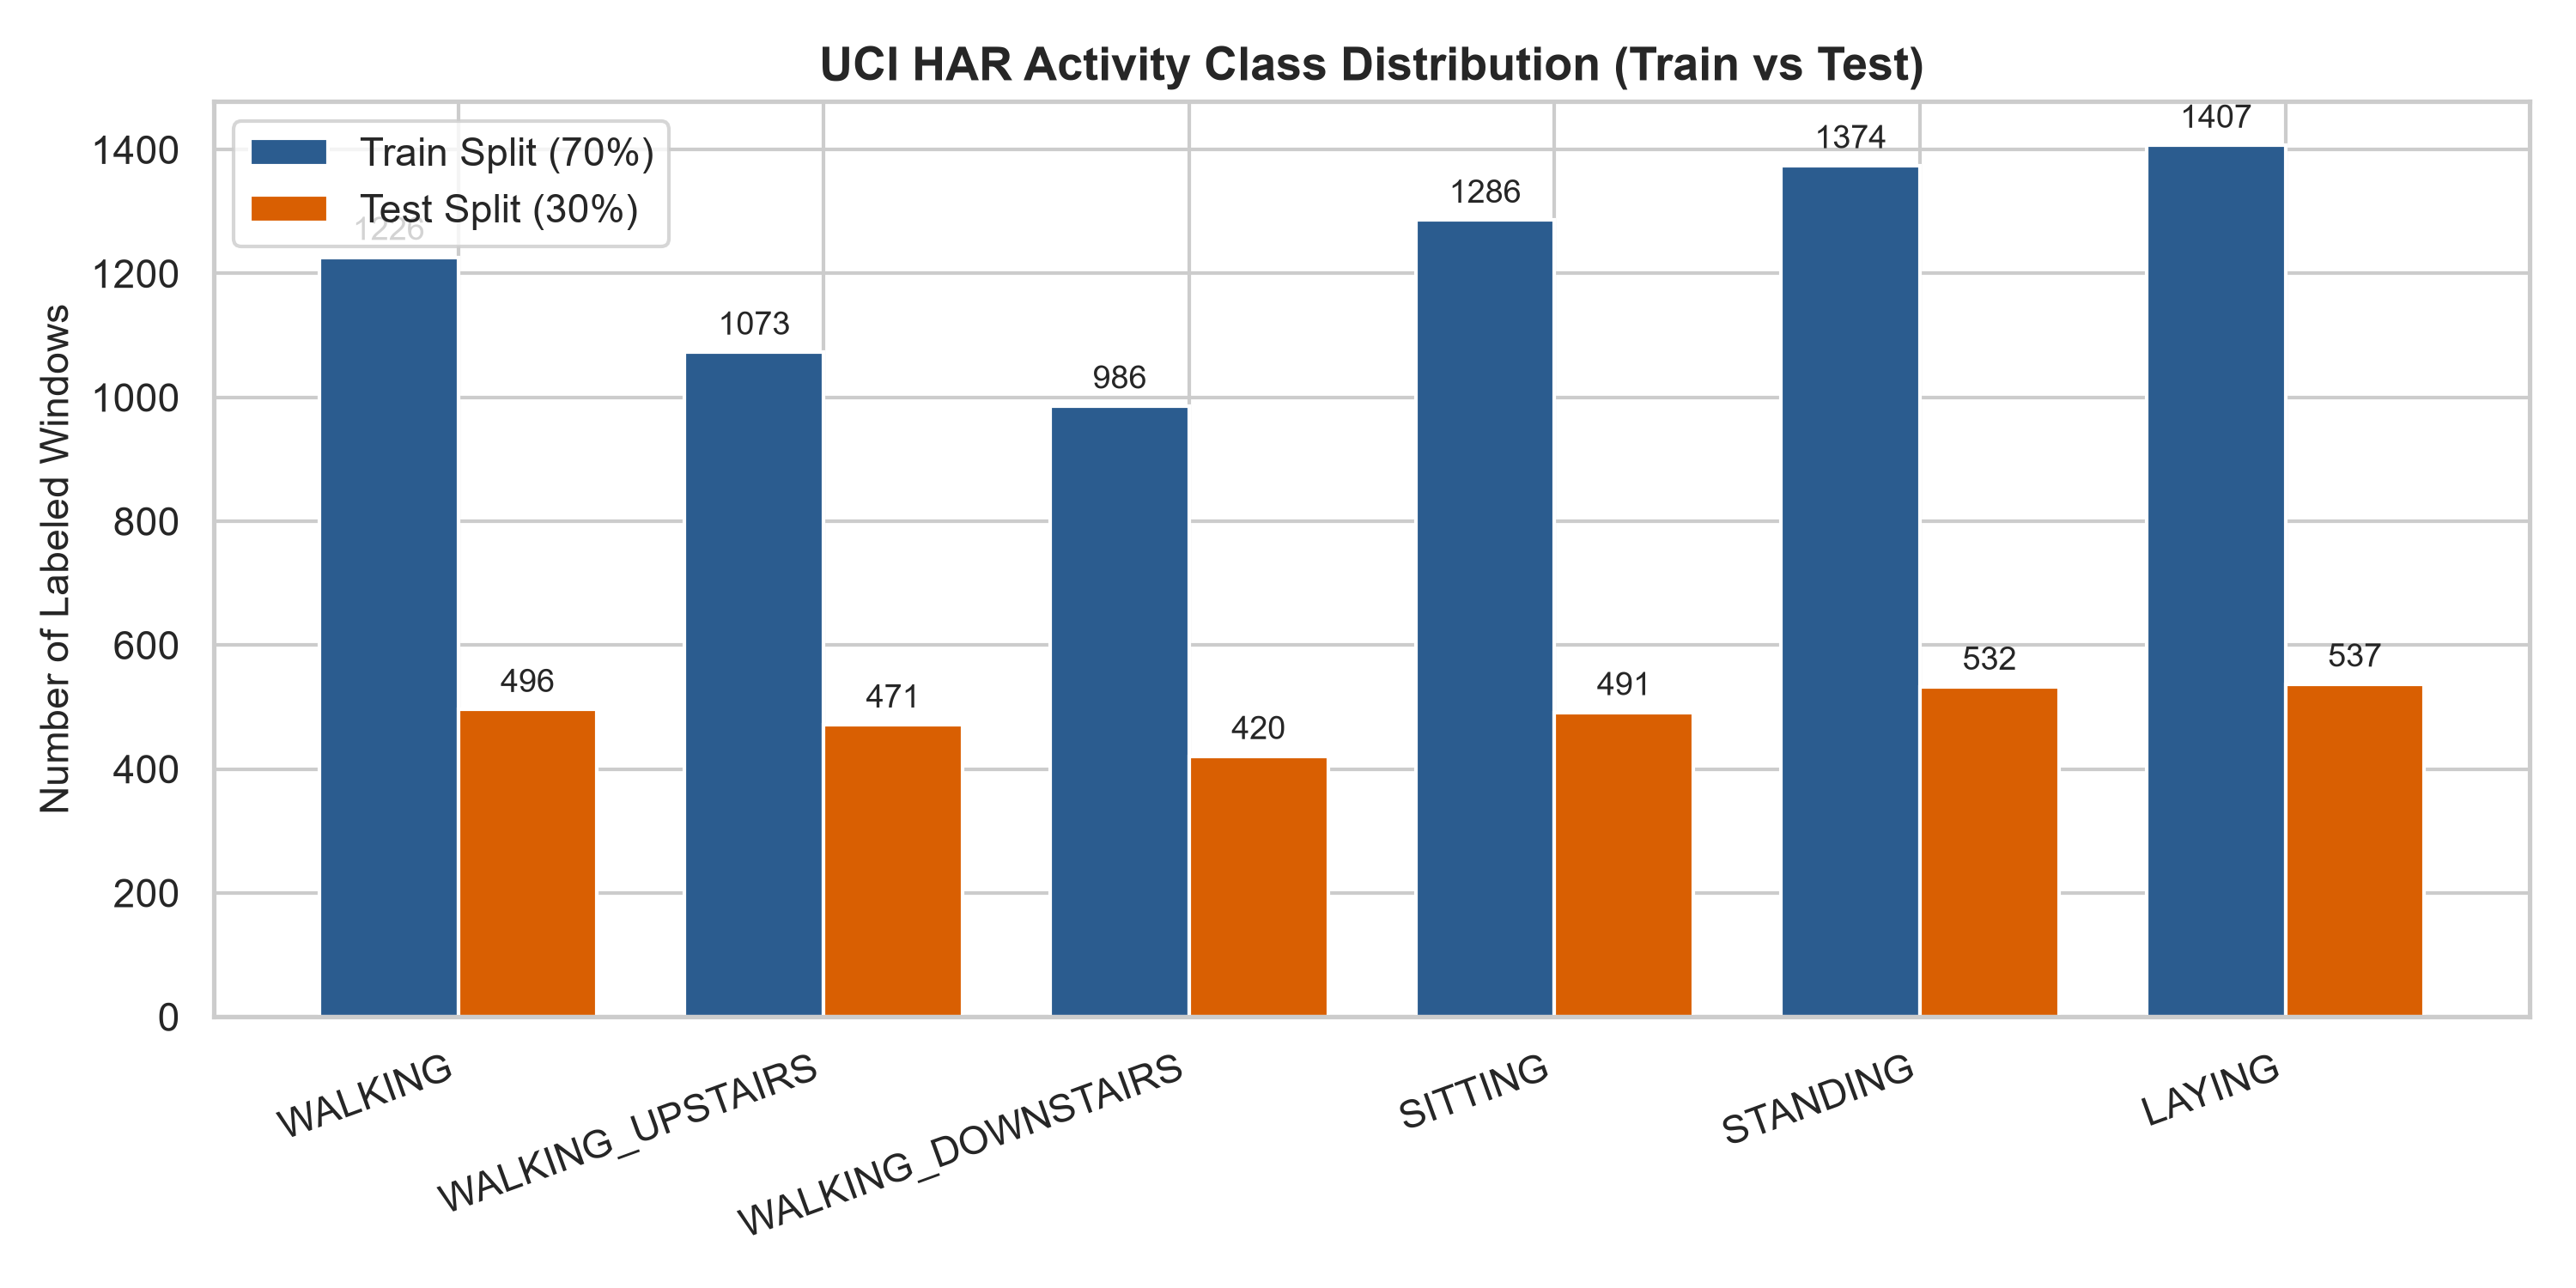 UCI HAR Activity Class Distribution (Train vs Test)
Train Split (70%)
Test Split (30%)
Number of Labeled Windows
1400
1200
1000
800
600
400
200
0
1226
496
1073
471
986
420
1286
491
1374
532
1407
537
WALKING
WALKING_UPSTAIRS
WALKING_DOWNSTAIRS
SITTING
STANDING
LAYING